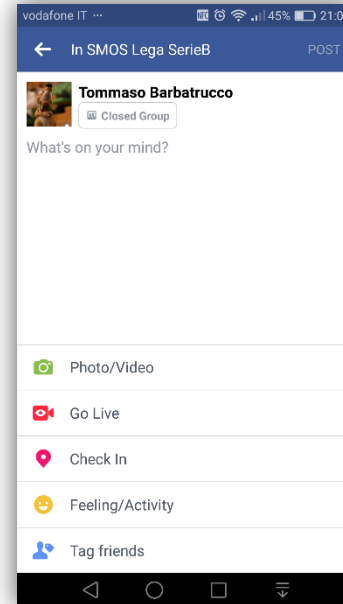 vodafone IT ··· 45% 21:0
In SMOS Lega SerieB POST
Tommaso Barbatrucco
Closed Group
What's on your mind?
Photo/Video
Go Live
Check In
Feeling/Activity
Tag friends